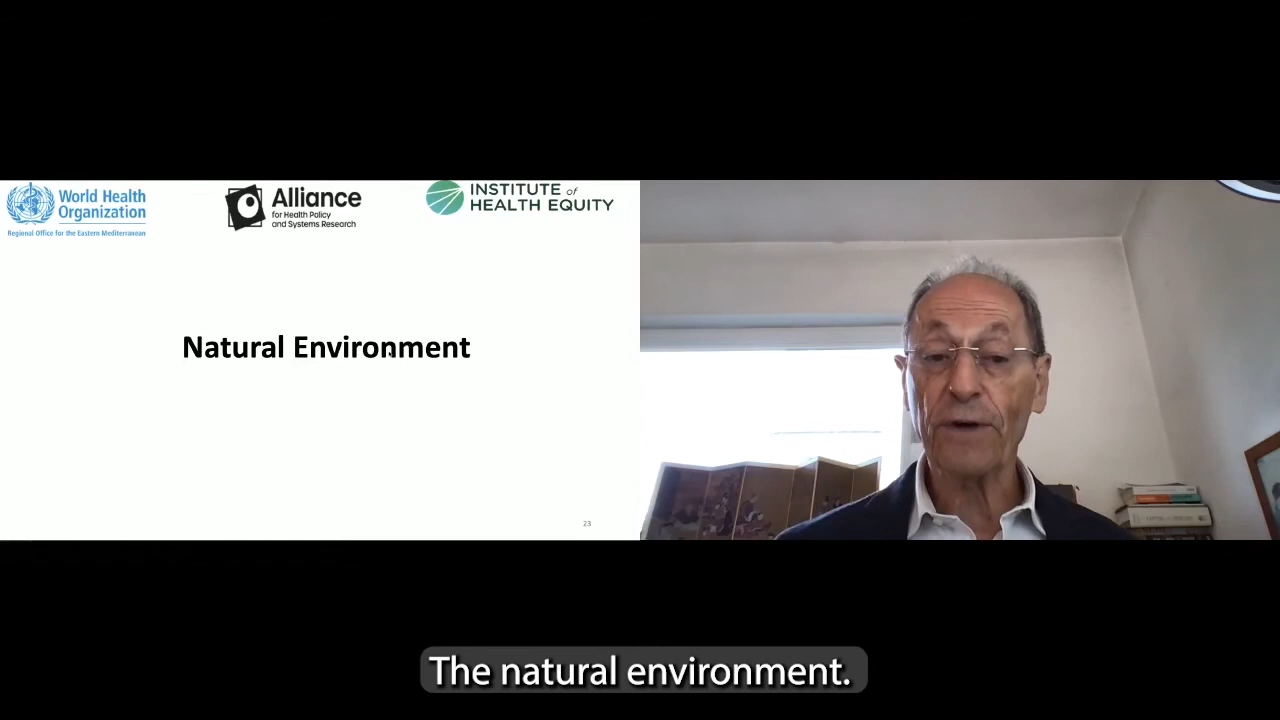 World Health
Organization
Regional Office for the Eastern Mediterranean
Alliance
for Health Policy
and Systems Research
INSTITUTE of
HEALTH EQUITY
Natural Environment
23
The natural environment.